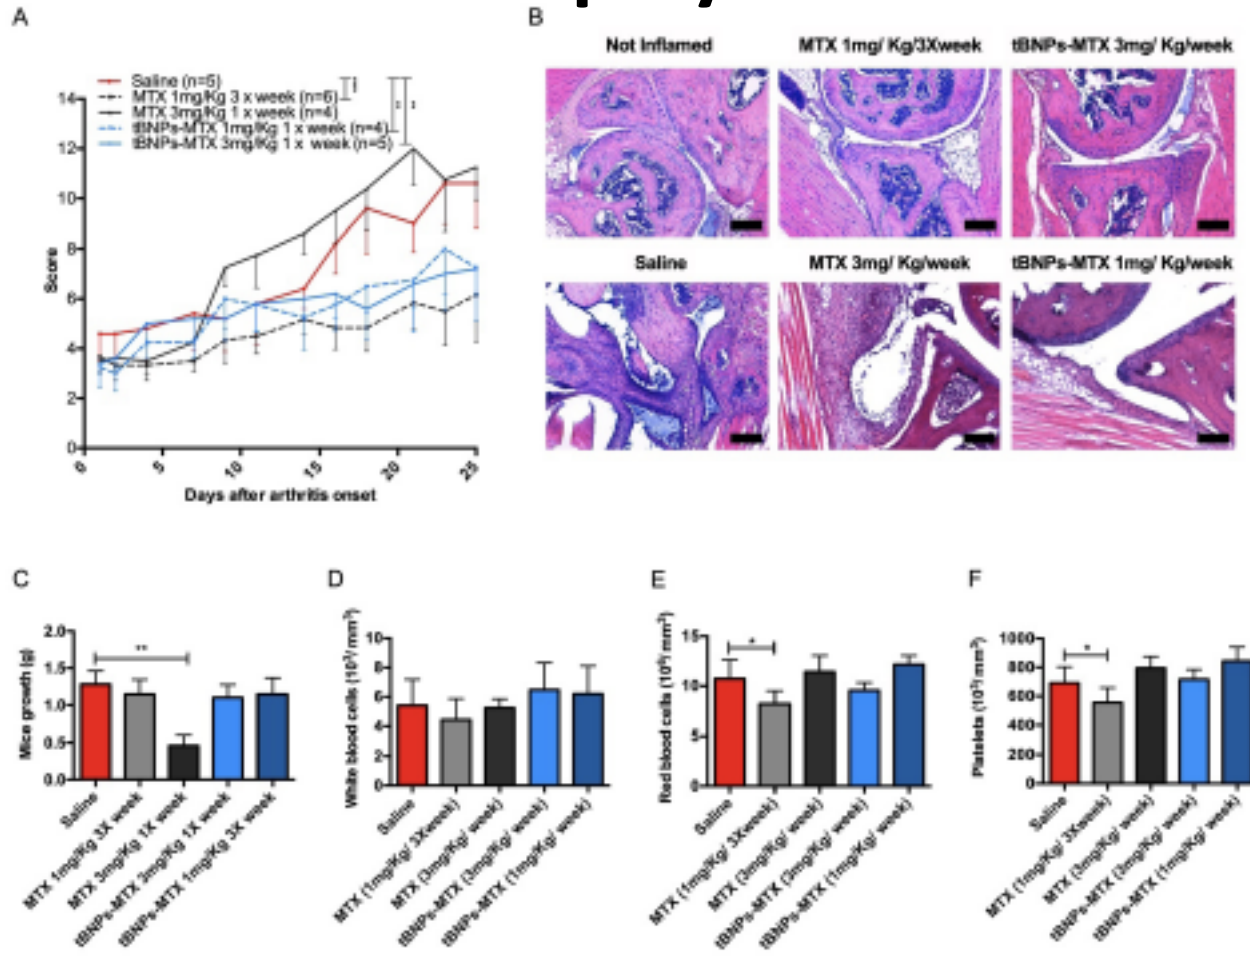 A
Saline (n=5)
MTX 1mg/Kg 3 x week (n=6)
MTX 3mg/Kg 1 x week (n=4)
tBNPs-MTX 1mg/Kg 1 x week (n=4)
tBNPs-MTX 3mg/Kg 1 x week (n=5)
14
12
10
8
6
4
2
0
Score
0 5 10 15 20 25
Days after arthritis onset
B
Not Inflamed
MTX 1mg/ Kg/3Xweek
tBNPs-MTX 3mg/ Kg/week
Saline
MTX 3mg/ Kg/week
tBNPs-MTX 1mg/ Kg/week
C
Mice growth (g)
2.0
1.5
1.0
0.5
0.0
**
Saline
MTX 1mg/Kg 3X week
MTX 3mg/Kg 1X week
tBNPs-MTX 3mg/Kg 1X week
tBNPs-MTX 1mg/Kg 3X week
D
White blood cells (10³/mm³)
10
8
6
4
2
0
Saline
MTX (1mg/Kg/ 3Xweek)
MTX (3mg/Kg/ week)
tBNPs-MTX (3mg/Kg/ week)
tBNPs-MTX (1mg/Kg/ week)
E
Red blood cells (10⁶/ mm³)
15
10
5
0
*
Saline
MTX (1mg/Kg/ 3Xweek)
MTX (3mg/Kg/ week)
tBNPs-MTX (3mg/Kg/ week)
tBNPs-MTX (1mg/Kg/ week)
F
Platelets (10³/ mm³)
1000
800
600
400
200
0
*
Saline
MTX (1mg/Kg/ 3Xweek)
MTX (3mg/Kg/ week)
tBNPs-MTX (3mg/Kg/ week)
tBNPs-MTX (1mg/Kg/ week)